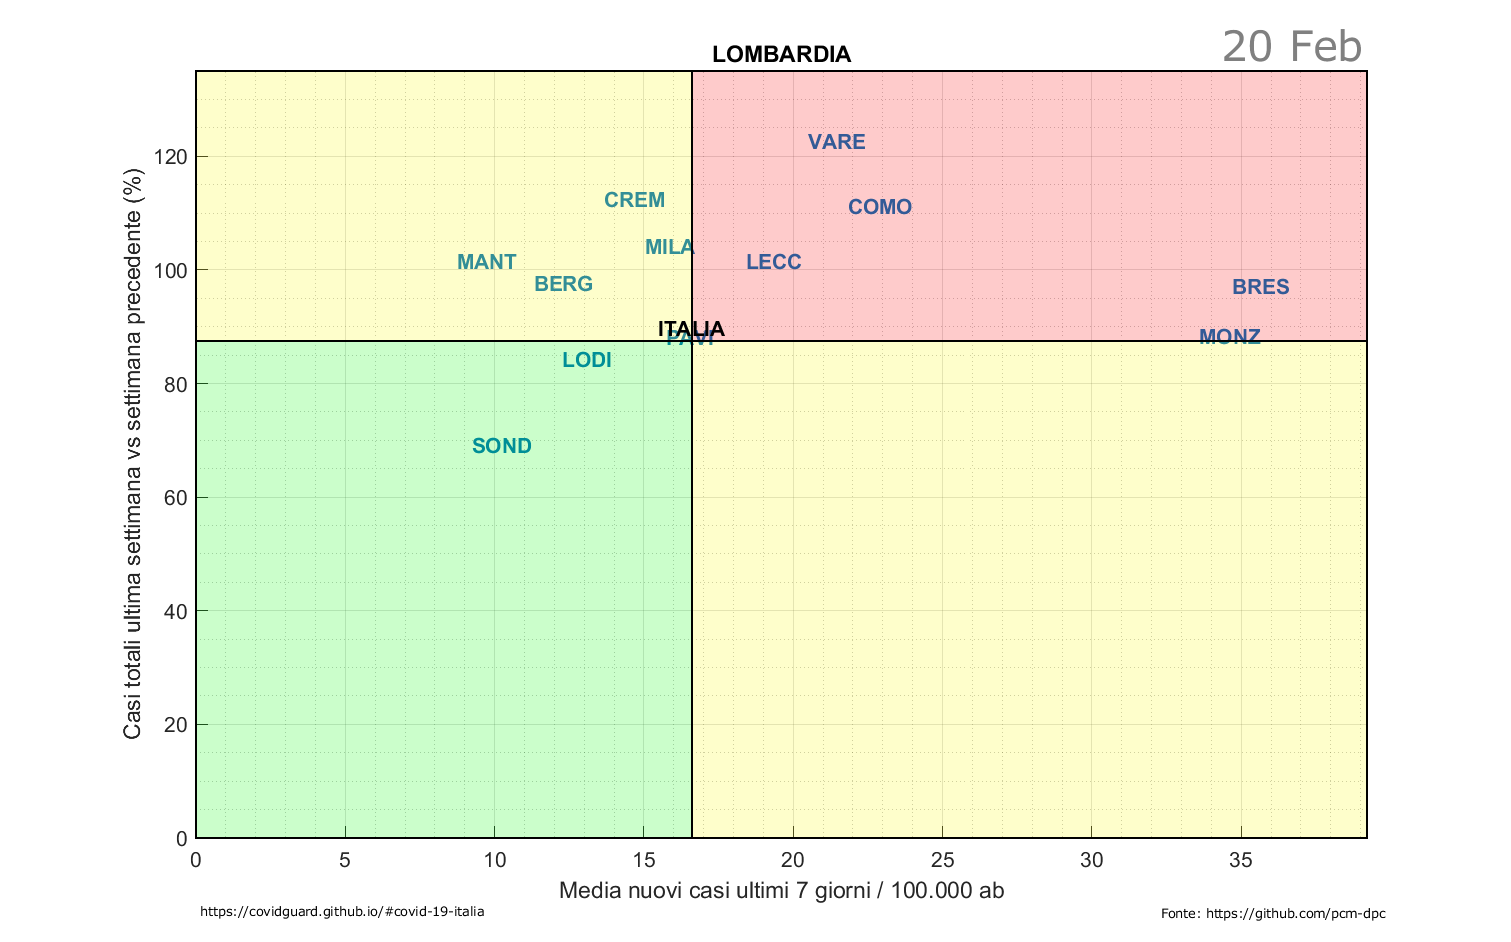 20 Feb
LOMBARDIA
Casi totali ultima settimana vs settimana precedente (%)
120
100
80
60
40
20
0
VARE
CREM
COMO
MILA
MANT
LECC
BERG
BRES
ITALIA
PAVI
MONZ
LODI
SOND
0 5 10 15 20 25 30 35
Media nuovi casi ultimi 7 giorni / 100.000 ab
https://covidguard.github.io/#covid-19-italia
Fonte: https://github.com/pcm-dpc